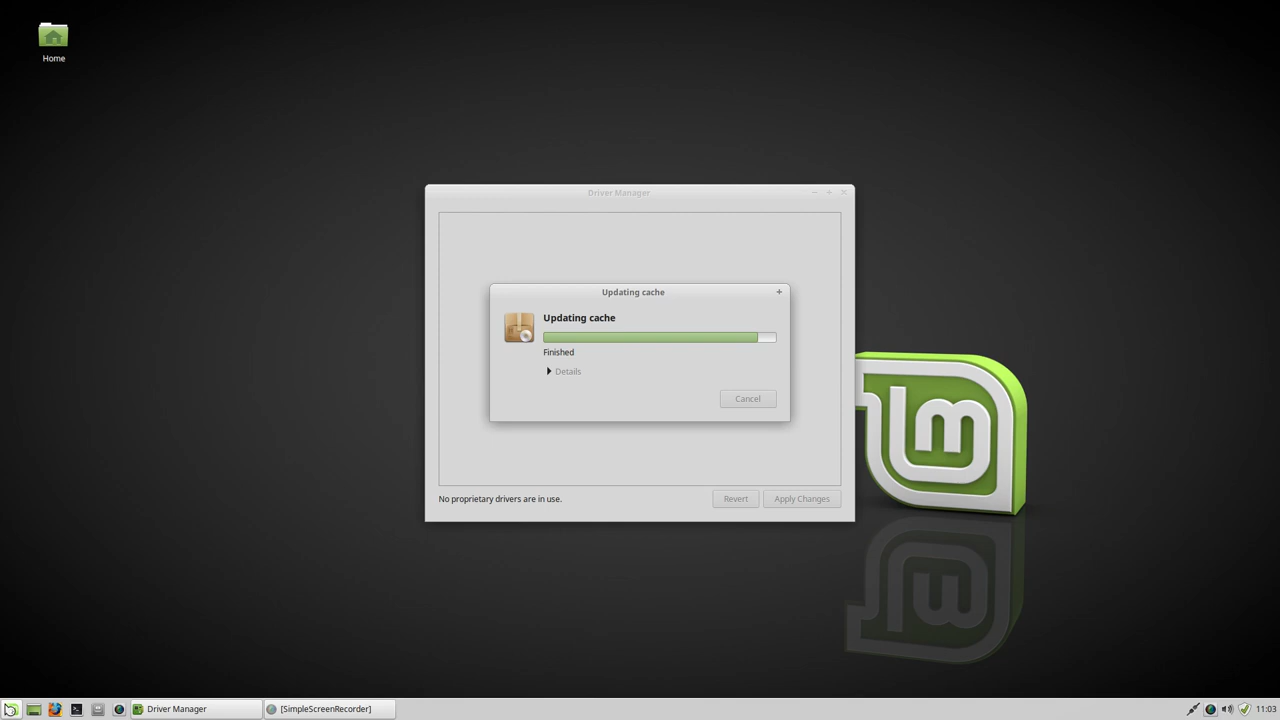 Home
Driver Manager
Updating cache
Updating cache
Finished
Details
Cancel
No proprietary drivers are in use.
Revert
Apply Changes
Driver Manager
[SimpleScreenRecorder]
11:03